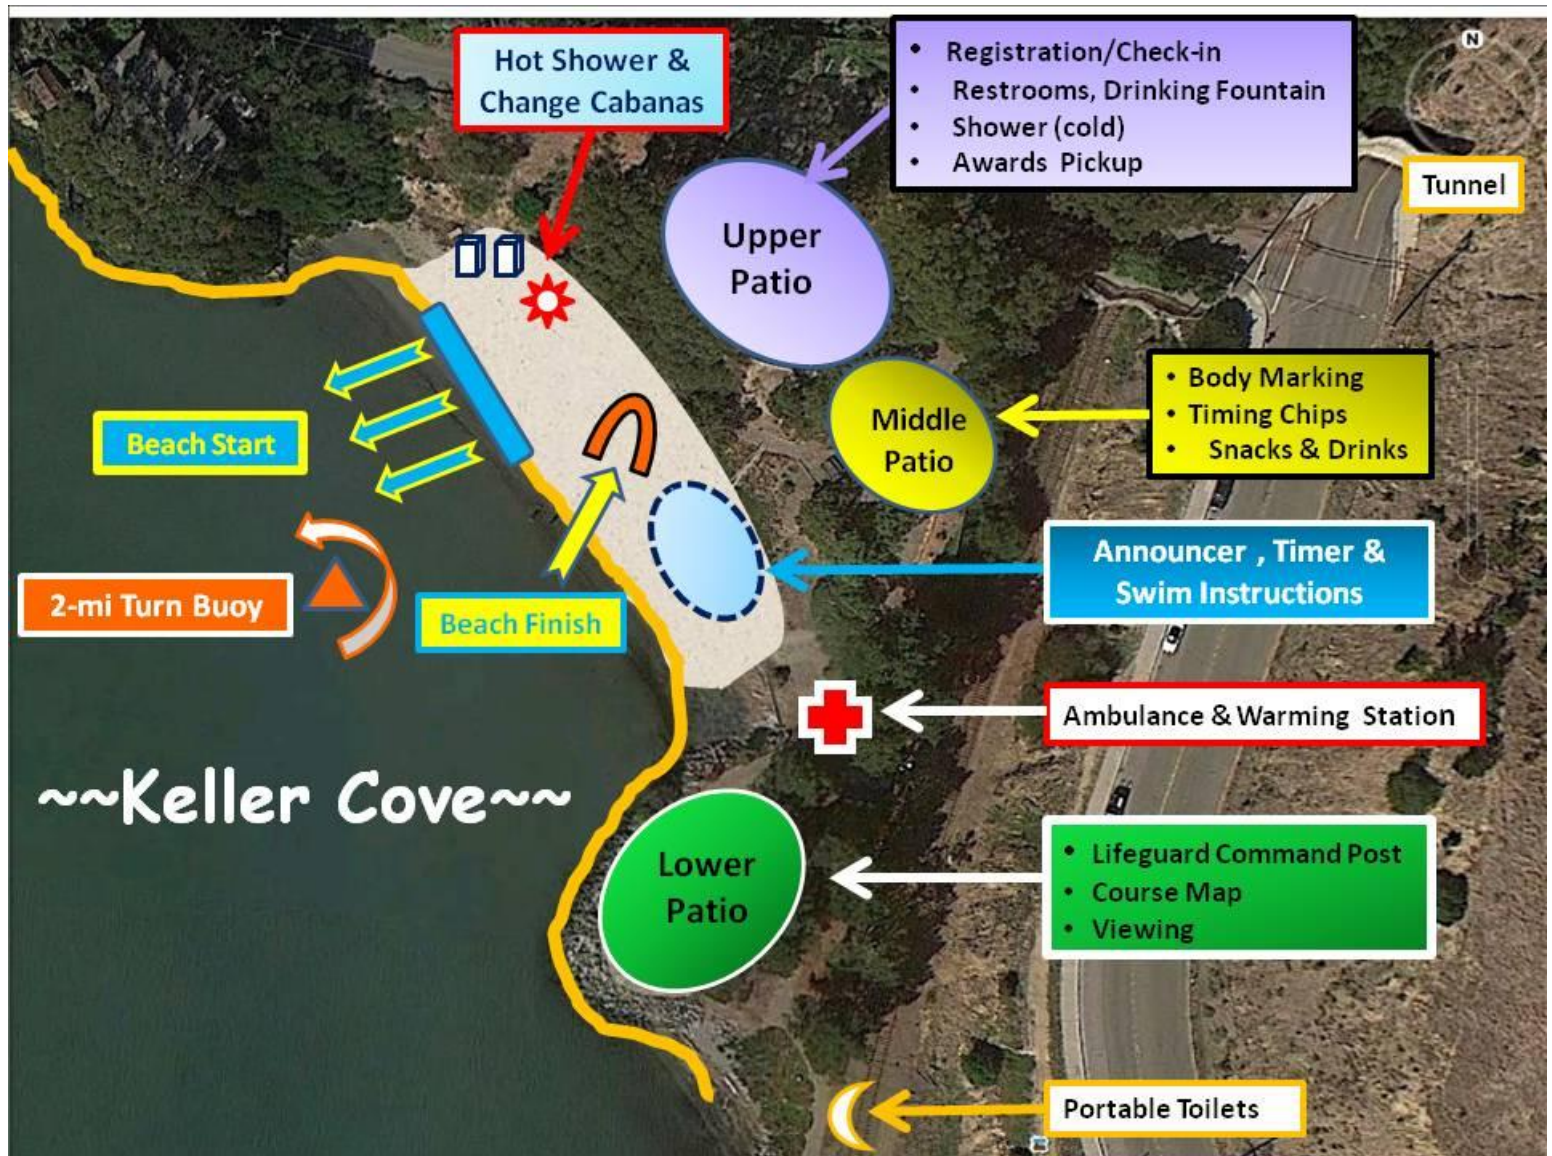 Hot Shower &
Change Cabanas
• Registration/Check-in
• Restrooms, Drinking Fountain
• Shower (cold)
• Awards Pickup
N
Tunnel
Upper
Patio
• Body Marking
• Timing Chips
• Snacks & Drinks
Middle
Patio
Beach Start
Announcer , Timer &
Swim Instructions
2-mi Turn Buoy
Beach Finish
Ambulance & Warming Station
~~Keller Cove~~
Lower
Patio
• Lifeguard Command Post
• Course Map
• Viewing
Portable Toilets